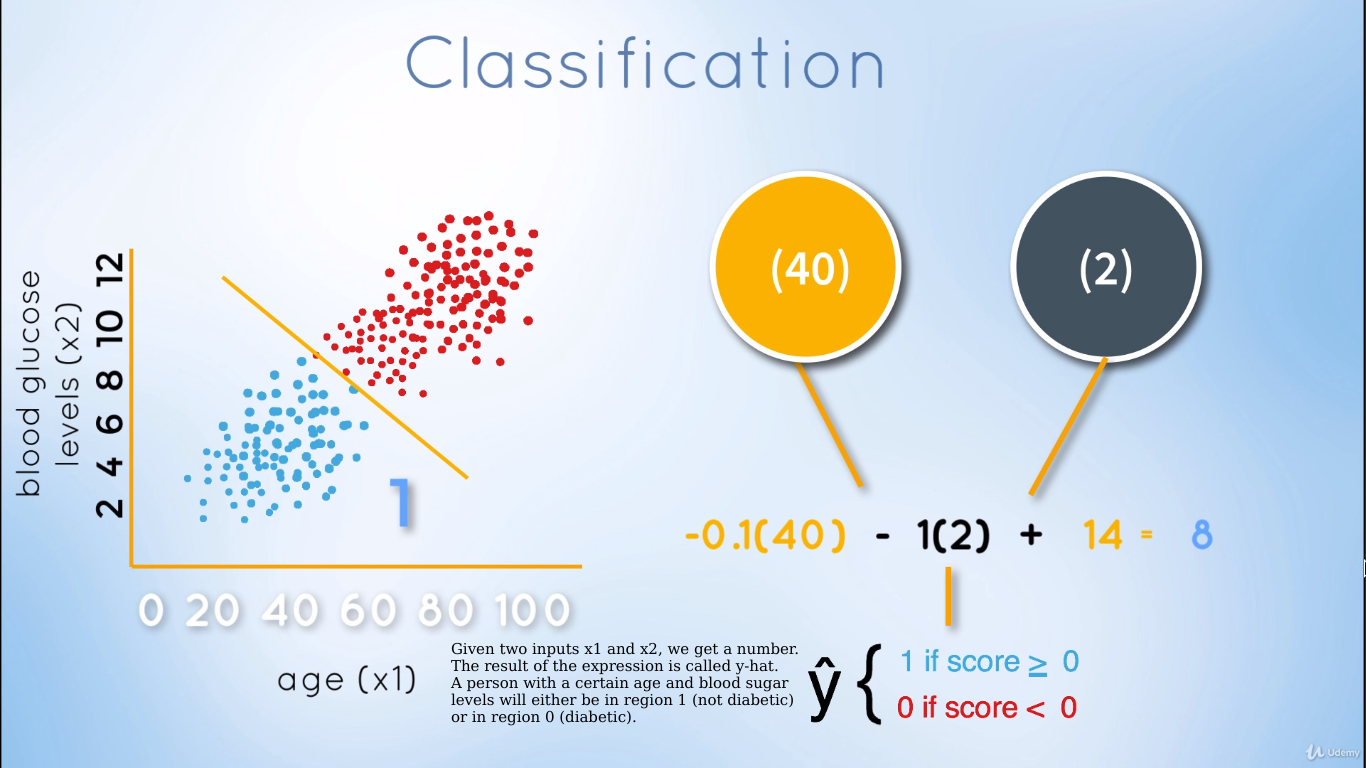 Classification
blood glucose
levels (x2)
12
10
8
6
4
2
1
0 20 40 60 80 100
age (x1)
(40)
(2)
-0.1(40) - 1(2) + 14 = 8
Given two inputs x1 and x2, we get a number.
The result of the expression is called y-hat.
A person with a certain age and blood sugar
levels will either be in region 1 (not diabetic)
or in region 0 (diabetic).
ŷ {
1 if score ≥ 0
0 if score < 0
Udemy